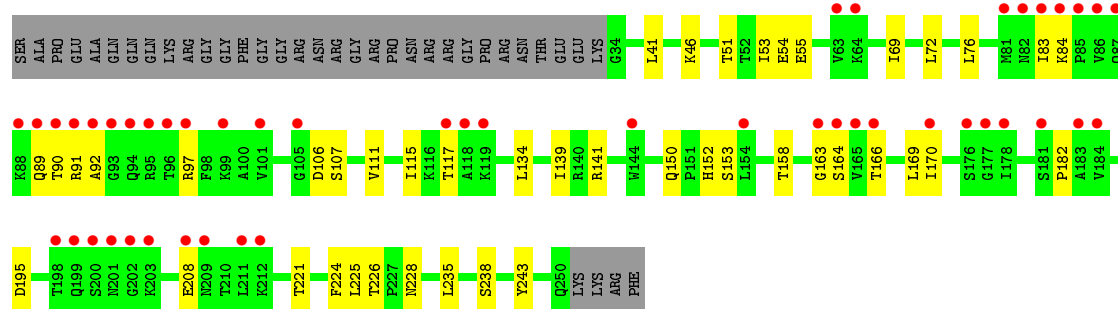 SER ALA PRO GLU ALA GLN GLN GLN LYS ARG GLY GLY PHE GLY GLY ARG ASN ARG GLY ARG PRO ASN ARG ARG GLY PRO ARG ASN THR GLU GLU LYS G34 L41 K46 T51 T52 I53 E54 E55 V63 K64 I69 L72 L76 M81 N82 I83 K84 P85 V86 Q87
K88 Q89 T90 R91 A92 G93 Q94 R95 T96 R97 F98 K99 A100 V101 G105 D106 S107 V111 I115 K116 T117 A118 K119 L134 I139 R140 R141 W144 Q150 P151 H152 S153 L154 T158 G163 S164 V165 T166 L169 I170 S176 G177 I178 S181 P182 A183 V184
D195 T198 Q199 S200 N201 G202 K203 E208 N209 T210 L211 K212 T221 F224 L225 T226 P227 N228 L235 S238 Y243 Q250 LYS LYS ARG PHE